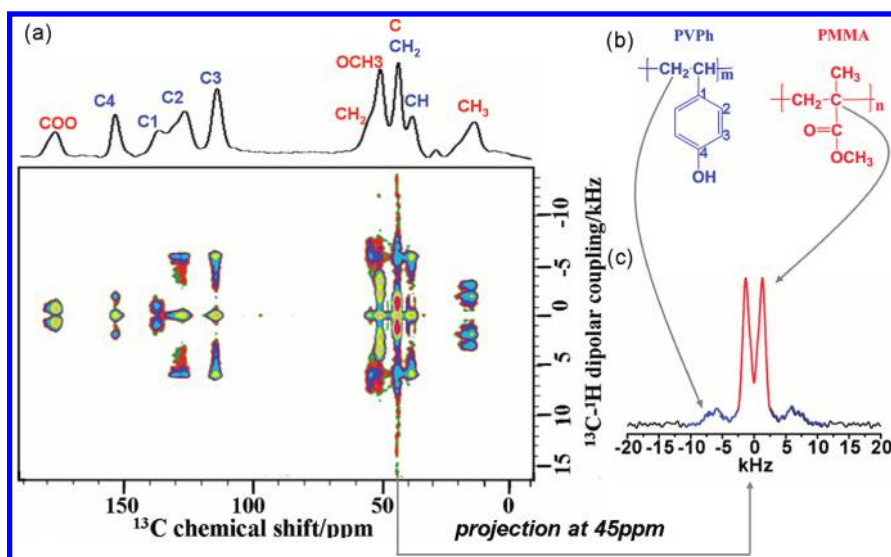 (a)
COO
C4
C1
C2
C3
CH2
OCH3
C
CH2
CH
CH3
-10
-5
0
5
10
15
¹³C-¹H dipolar coupling/kHz
150
100
50
0
¹³C chemical shift/ppm
projection at 45ppm
(b)
PVPh
CH2
CH
m
1
2
3
4
OH
PMMA
CH3
CH2
C
n
O
C
OCH3
(c)
-20
-15
-10
-5
0
5
10
15
20
kHz